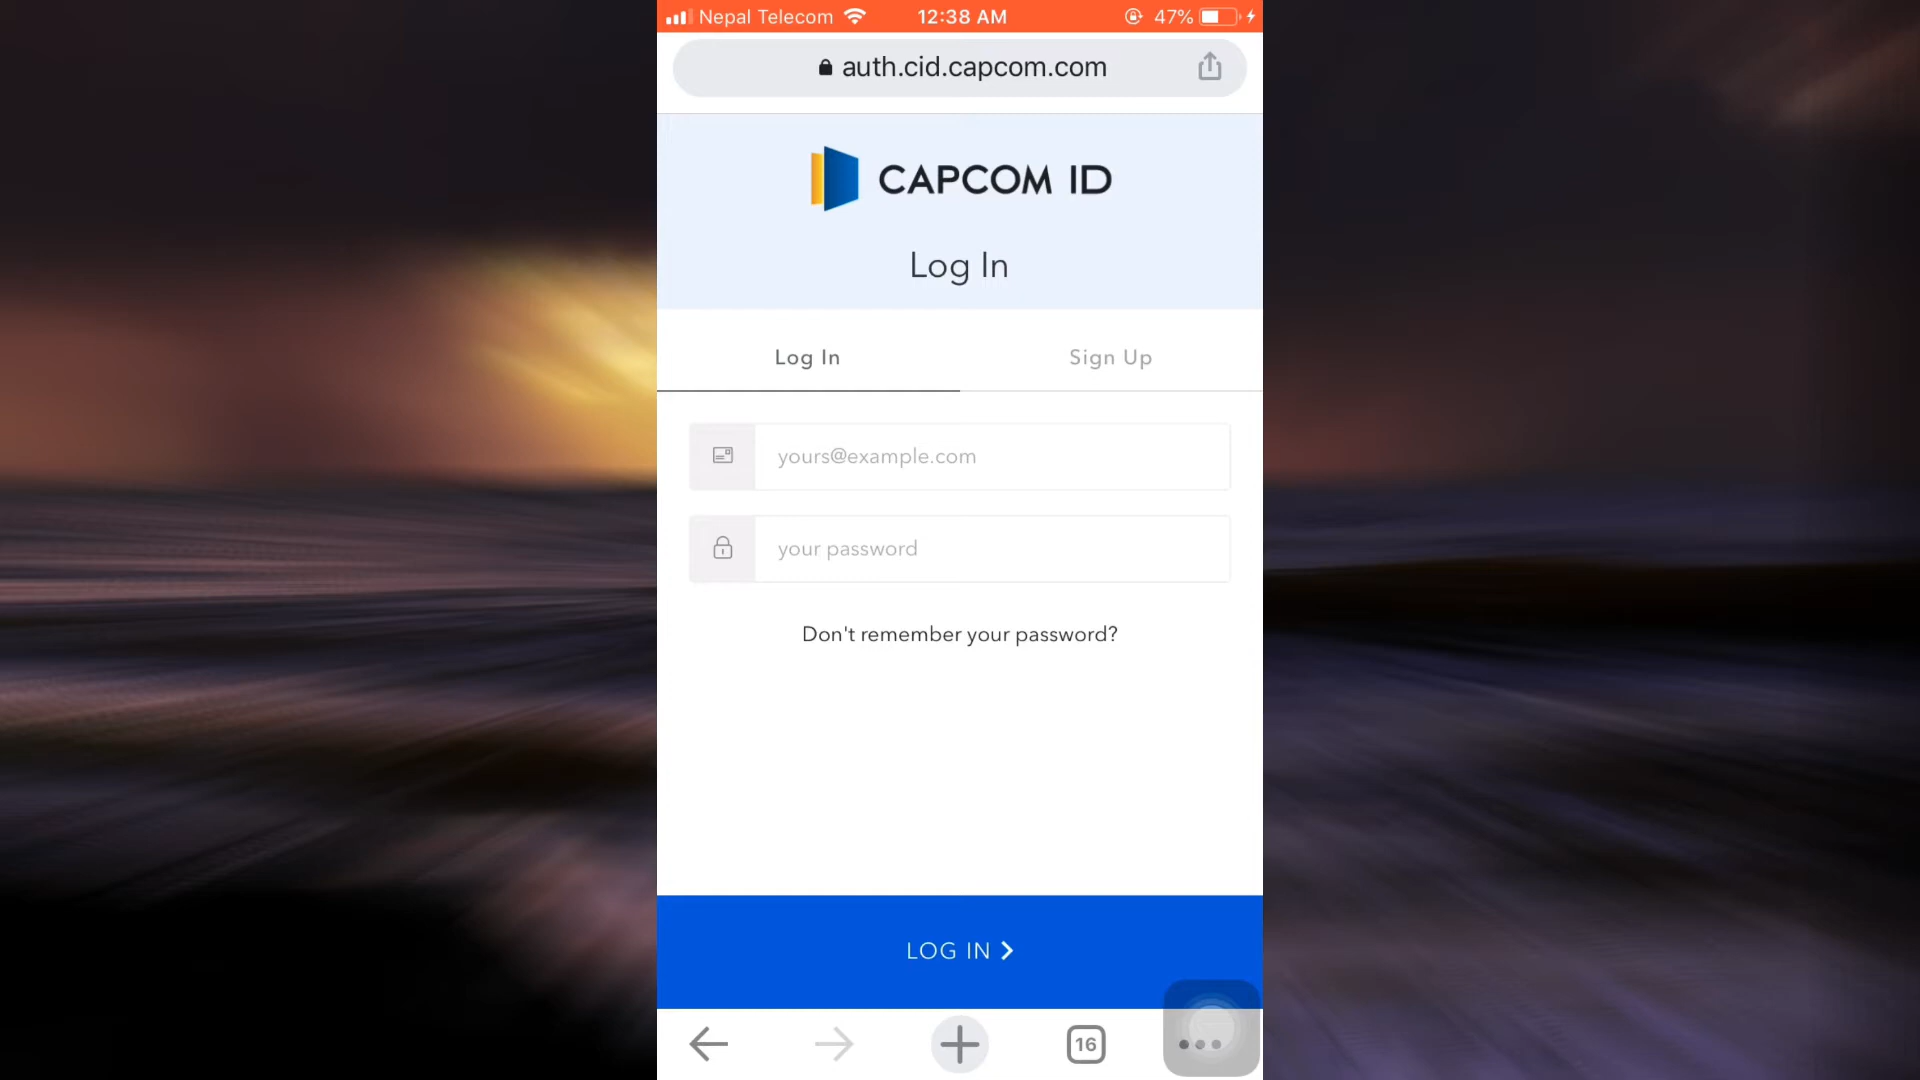 Nepal Telecom 12:38 AM 47%
auth.cid.capcom.com
CAPCOM ID
Log In
Log In Sign Up
yours@example.com
your password
Don't remember your password?
LOG IN
16